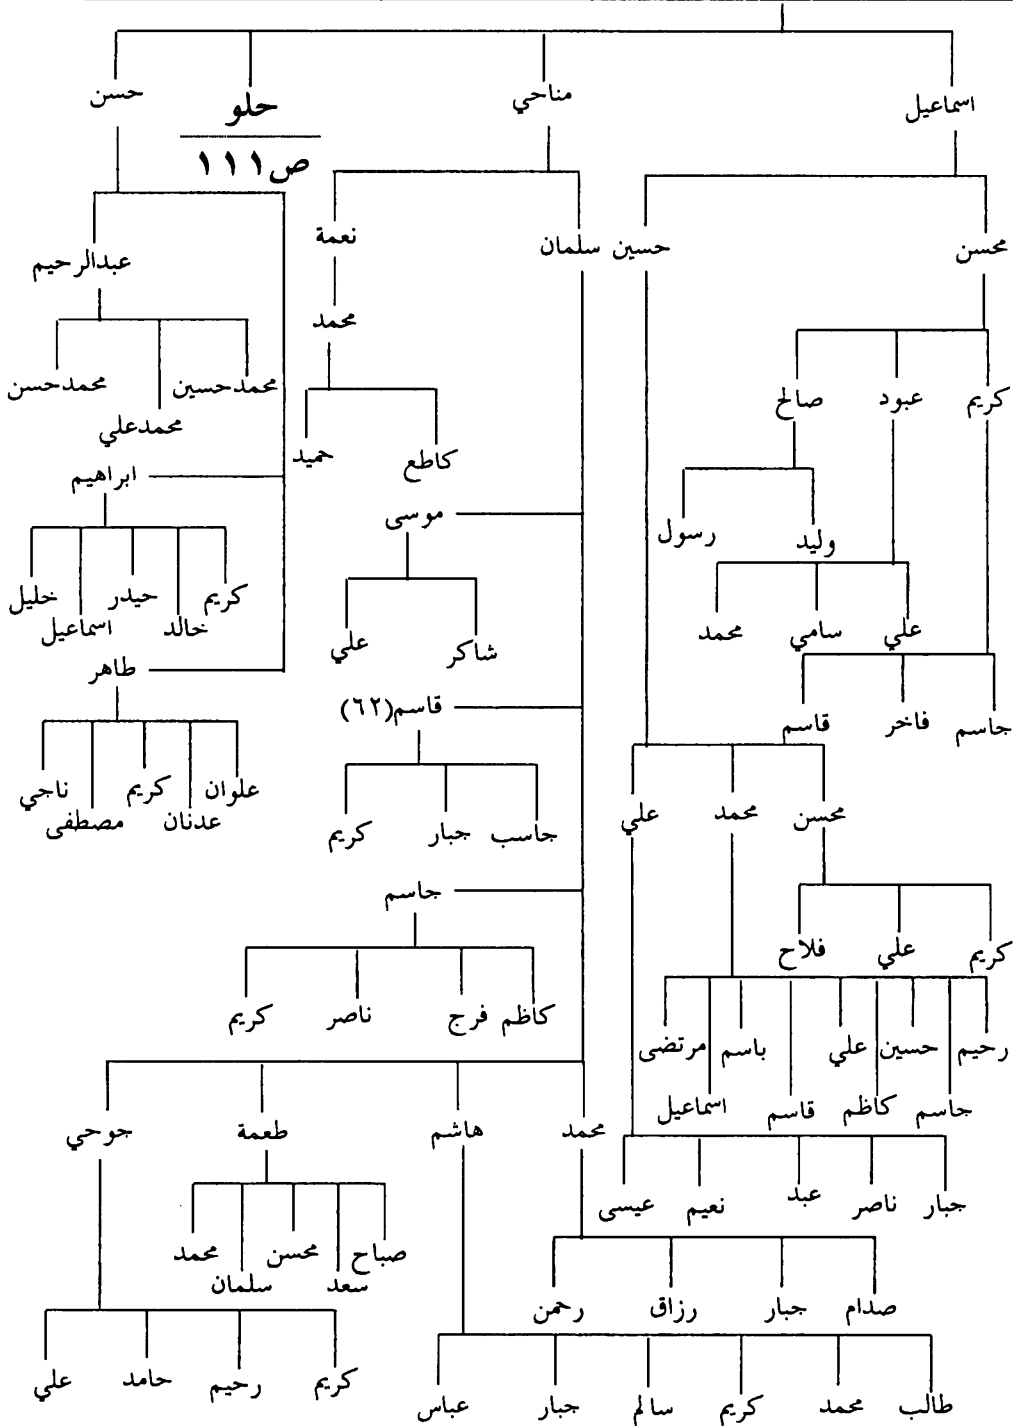 اسماعيل
مناحي
حلو
حسن
ص١١١
محسن
حسين
سلمان
نعمة
عبدالرحيم
محمد
محمدحسين
محمدعلي
محمدحسن
كريم
عبود
صالح
كاطع
حميد
ابراهيم
موسى
وليد
رسول
كريم
خالد
حيدر
اسماعيل
خليل
علي
سامي
محمد
شاكر
علي
طاهر
قاسم(٦٢)
جاسم
فاخر
قاسم
علوان
عدنان
كريم
مصطفى
ناجي
محسن
محمد
علي
جاسب
جبار
كريم
جاسم
كريم
علي
فلاح
كاظم
فرج
ناصر
كريم
رحيم
جاسم
حسين
كاظم
علي
قاسم
باسم
اسماعيل
مرتضى
محمد
هاشم
طعمة
جوحي
جبار
ناصر
عبد
نعيم
عيسى
صباح
سعد
محسن
سلمان
محمد
صدام
جبار
رزاق
رحمن
كريم
رحيم
حامد
علي
طالب
محمد
كريم
سالم
جبار
عباس